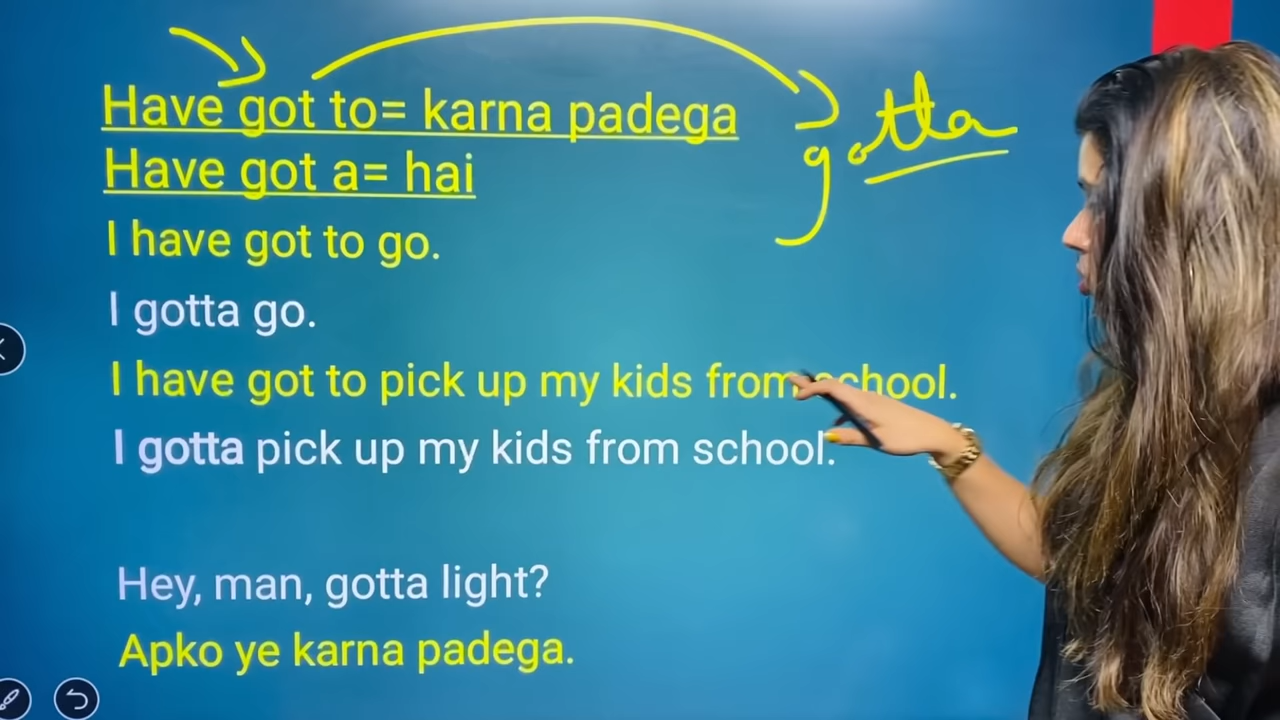 Have got to= karna padega
gotta
Have got a= hai
I have got to go.
I gotta go.
I have got to pick up my kids from school.
I gotta pick up my kids from school.
Hey, man, gotta light?
Apko ye karna padega.